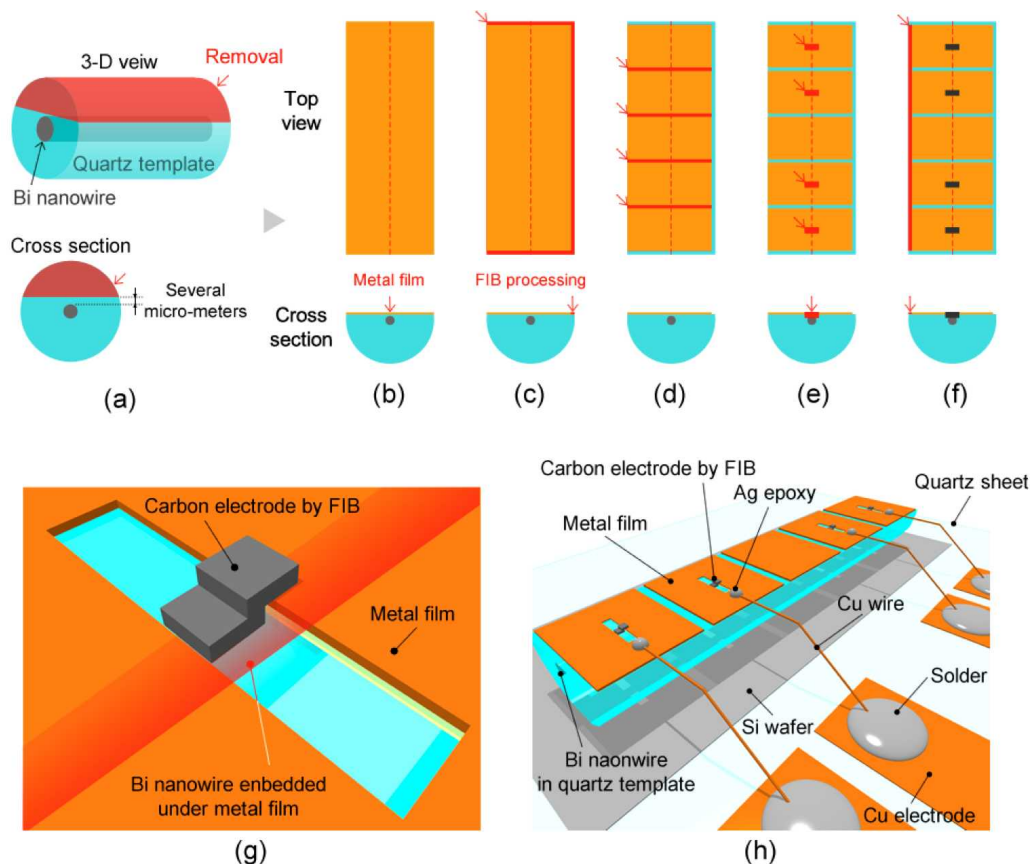 3-D veiw
Removal
Quartz template
Bi nanowire
Cross section
Several
micro-meters
(a)
Top
view
Metal film
FIB processing
Cross
section
(b)
(c)
(d)
(e)
(f)
Carbon electrode by FIB
Metal film
Bi nanowire enbedded
under metal film
(g)
Carbon electrode by FIB
Ag epoxy
Quartz sheet
Metal film
Cu wire
Solder
Si wafer
Bi naonwire
in quartz template
Cu electrode
(h)